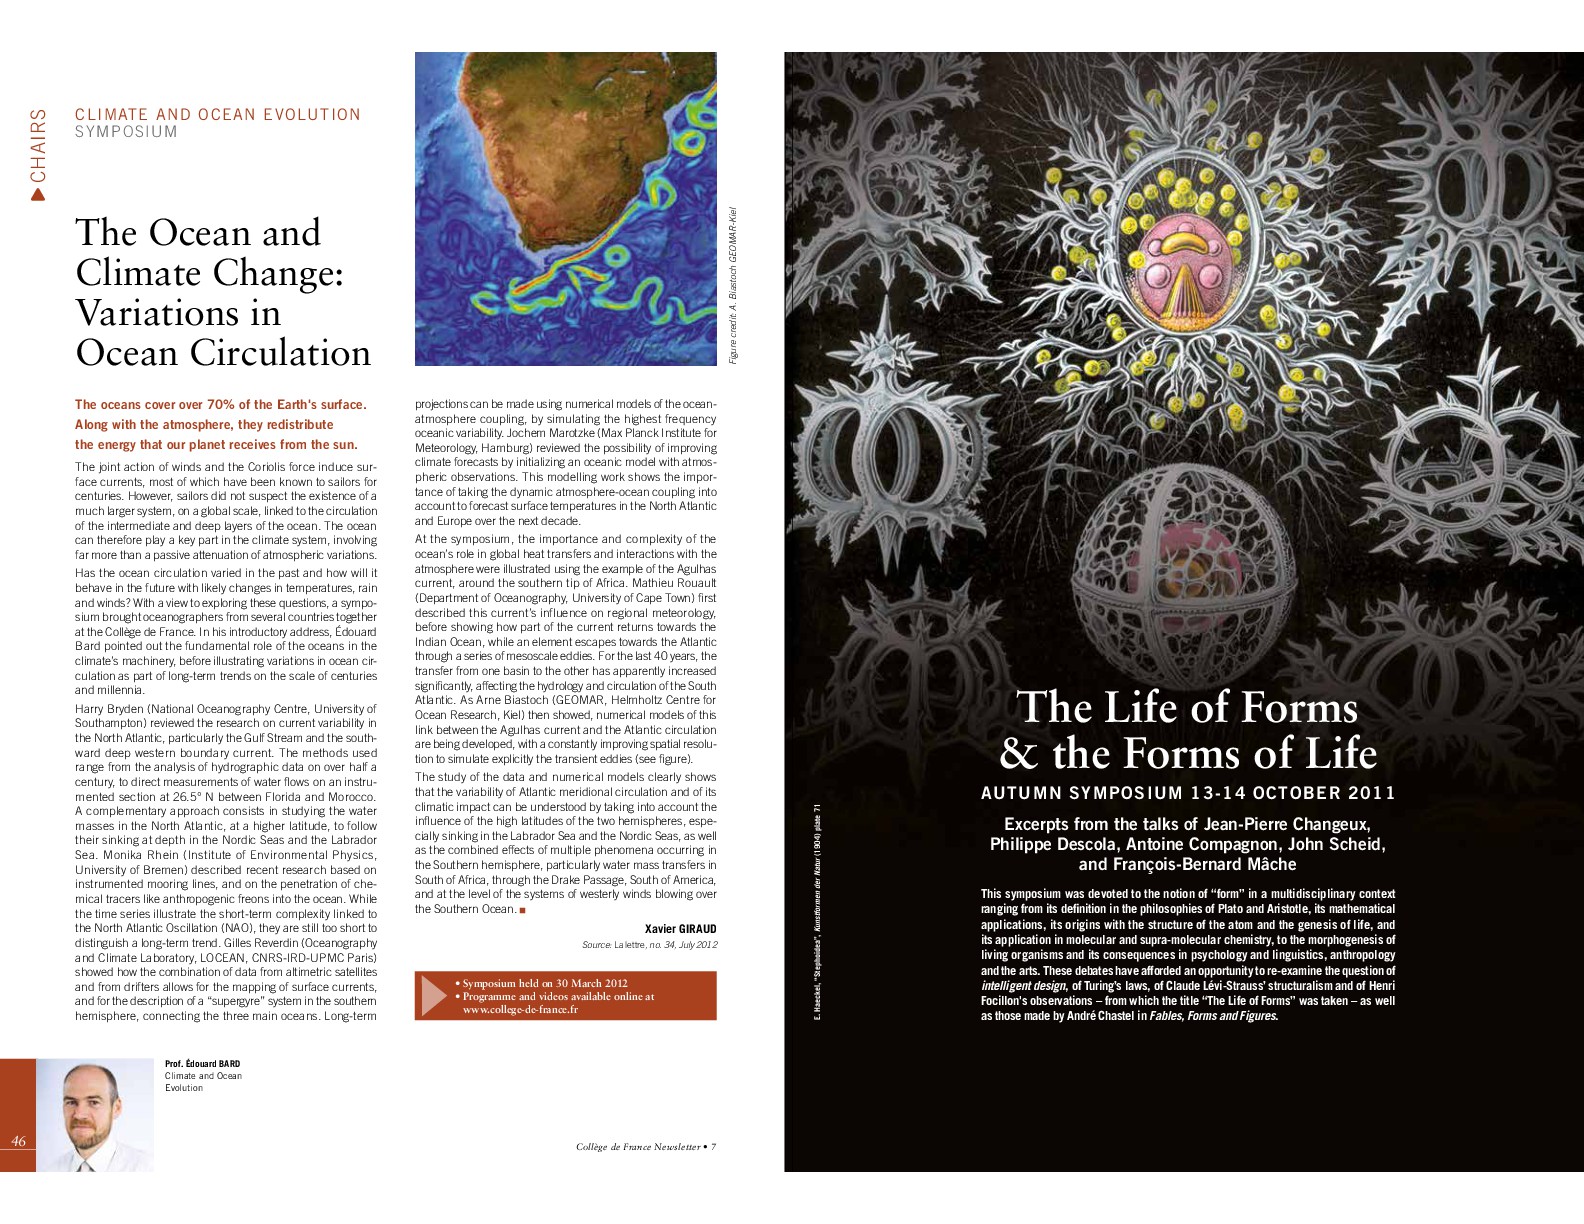 CHAIRS
CLIMATE AND OCEAN EVOLUTION
SYMPOSIUM
The Ocean and
Climate Change:
Variations in
Ocean Circulation
The oceans cover over 70% of the Earth's surface.
Along with the atmosphere, they redistribute
the energy that our planet receives from the sun.
The joint action of winds and the Coriolis force induce sur-
face currents, most of which have been known to sailors for
centuries. However, sailors did not suspect the existence of a
much larger system, on a global scale, linked to the circulation
of the intermediate and deep layers of the ocean. The ocean
can therefore play a key part in the climate system, involving
far more than a passive attenuation of atmospheric variations.
Has the ocean circulation varied in the past and how will it
behave in the future with likely changes in temperatures, rain
and winds? With a view to exploring these questions, a sympo-
sium brought oceanographers from several countries together
at the Collège de France. In his introductory address, Édouard
Bard pointed out the fundamental role of the oceans in the
climate's machinery, before illustrating variations in ocean cir-
culation as part of long-term trends on the scale of centuries
and millennia.
Harry Bryden (National Oceanography Centre, University of
Southampton) reviewed the research on current variability in
the North Atlantic, particularly the Gulf Stream and the south-
ward deep western boundary current. The methods used
range from the analysis of hydrographic data on over half a
century, to direct measurements of water flows on an instru-
mented section at 26.5° N between Florida and Morocco.
A complementary approach consists in studying the water
masses in the North Atlantic, at a higher latitude, to follow
their sinking at depth in the Nordic Seas and the Labrador
Sea. Monika Rhein (Institute of Environmental Physics,
University of Bremen) described recent research based on
instrumented mooring lines, and on the penetration of che-
mical tracers like anthropogenic freons into the ocean. While
the time series illustrate the short-term complexity linked to
the North Atlantic Oscillation (NAO), they are still too short to
distinguish a long-term trend. Gilles Reverdin (Oceanography
and Climate Laboratory, LOCEAN, CNRS-IRD-UPMC Paris)
showed how the combination of data from altimetric satellites
and from drifters allows for the mapping of surface currents,
and for the description of a “supergyre” system in the southern
hemisphere, connecting the three main oceans. Long-term
Figure credit: A. Biastoch GEOMAR-Kiel
projections can be made using numerical models of the ocean-
atmosphere coupling, by simulating the highest frequency
oceanic variability. Jochem Marotzke (Max Planck Institute for
Meteorology, Hamburg) reviewed the possibility of improving
climate forecasts by initializing an oceanic model with atmos-
pheric observations. This modelling work shows the impor-
tance of taking the dynamic atmosphere-ocean coupling into
account to forecast surface temperatures in the North Atlantic
and Europe over the next decade.
At the symposium, the importance and complexity of the
ocean's role in global heat transfers and interactions with the
atmosphere were illustrated using the example of the Agulhas
current, around the southern tip of Africa. Mathieu Rouault
(Department of Oceanography, University of Cape Town) first
described this current's influence on regional meteorology,
before showing how part of the current returns towards the
Indian Ocean, while an element escapes towards the Atlantic
through a series of mesoscale eddies. For the last 40 years, the
transfer from one basin to the other has apparently increased
significantly, affecting the hydrology and circulation of the South
Atlantic. As Arne Biastoch (GEOMAR, Helmholtz Centre for
Ocean Research, Kiel) then showed, numerical models of this
link between the Agulhas current and the Atlantic circulation
are being developed, with a constantly improving spatial resolu-
tion to simulate explicitly the transient eddies (see figure).
The study of the data and numerical models clearly shows
that the variability of Atlantic meridional circulation and of its
climatic impact can be understood by taking into account the
influence of the high latitudes of the two hemispheres, espe-
cially sinking in the Labrador Sea and the Nordic Seas, as well
as the combined effects of multiple phenomena occurring in
the Southern hemisphere, particularly water mass transfers in
South of Africa, through the Drake Passage, South of America,
and at the level of the systems of westerly winds blowing over
the Southern Ocean. ■
Xavier GIRAUD
Source: La lettre, no. 34, July 2012
• Symposium held on 30 March 2012
• Programme and videos available online at
www.college-de-france.fr
Prof. Édouard BARD
Climate and Ocean
Evolution
46
Collège de France Newsletter • 7
The Life of Forms
& the Forms of Life
AUTUMN SYMPOSIUM 13-14 OCTOBER 2011
Excerpts from the talks of Jean-Pierre Changeux,
Philippe Descola, Antoine Compagnon, John Scheid,
and François-Bernard Mâche
This symposium was devoted to the notion of “form” in a multidisciplinary context
ranging from its definition in the philosophies of Plato and Aristotle, its mathematical
applications, its origins with the structure of the atom and the genesis of life, and
its application in molecular and supra-molecular chemistry, to the morphogenesis of
living organisms and its consequences in psychology and linguistics, anthropology
and the arts. These debates have afforded an opportunity to re-examine the question of
intelligent design, of Turing's laws, of Claude Lévi-Strauss' structuralism and of Henri
Focillon's observations – from which the title “The Life of Forms” was taken – as well
as those made by André Chastel in Fables, Forms and Figures.
E. Haeckel, “Stephoidea”, Kunstformen der Natur (1904) plate 71